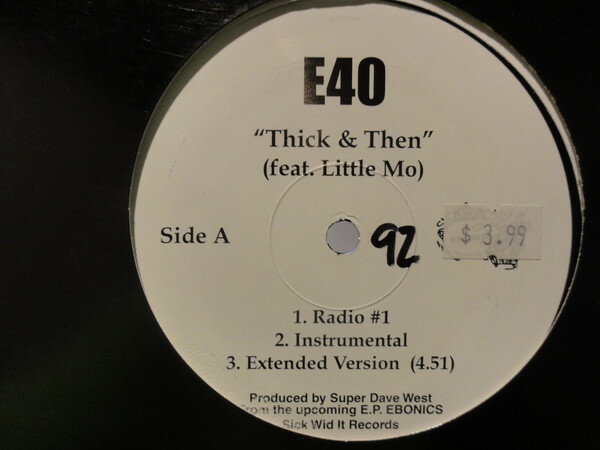 E40
“Thick & Then”
(feat. Little Mo)
Side A
92
$ 3.99
1. Radio #1
2. Instrumental
3. Extended Version (4.51)
Produced by Super Dave West
From the upcoming E.P. EBONICS
Sick Wid It Records